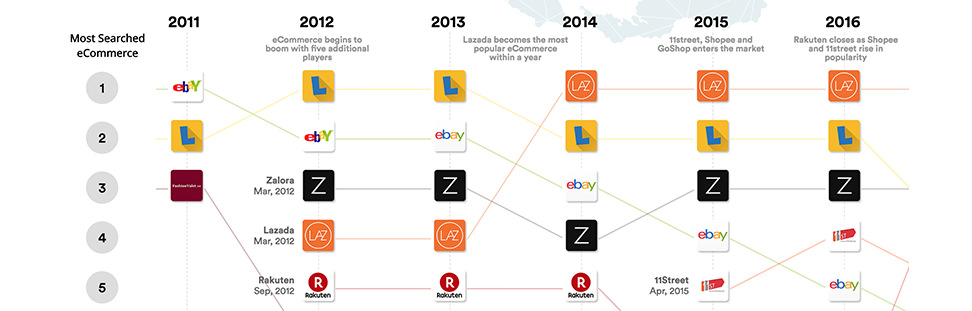 2011
2012
2013
2014
2015
2016
Most Searched
eCommerce
eCommerce begins to
boom with five additional
players
Lazada becomes the most
popular eCommerce
within a year
11street, Shopee and
GoShop enters the market
Rakuten closes as Shopee
and 11street rise in
popularity
1
ebaY
L
L
LAZ
LAZ
LAZ
2
L
ebaY
ebay
L
L
L
3
FashionValet
Zalora
Mar, 2012
Z
Z
ebay
Z
Z
4
Lazada
Mar, 2012
LAZ
LAZ
Z
ebay
11ST
5
Rakuten
Sep, 2012
R
Rakuten
R
Rakuten
R
Rakuten
11Street
Apr, 2015
11ST
ebay